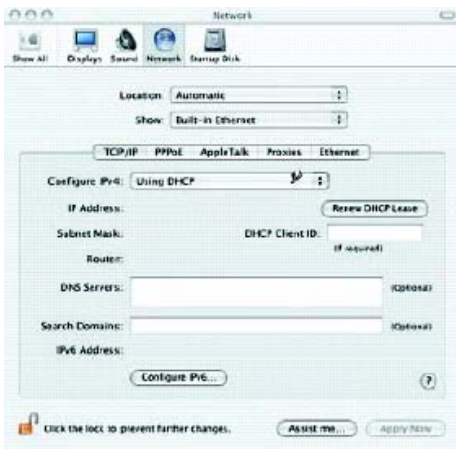 Network
Show All Displays Sound Network Startup Disk
Location: Automatic
Show: Built-in Ethernet
TCP/IP PPPoE AppleTalk Proxies Ethernet
Configure IPv4: Using DHCP
IP Address: Renew DHCP Lease
Subnet Mask: DHCP Client ID:
(If required)
Router:
DNS Servers: (Optional)
Search Domains: (Optional)
IPv6 Address:
Configure IPv6... ?
Click the lock to prevent further changes. Assist me... Apply Now